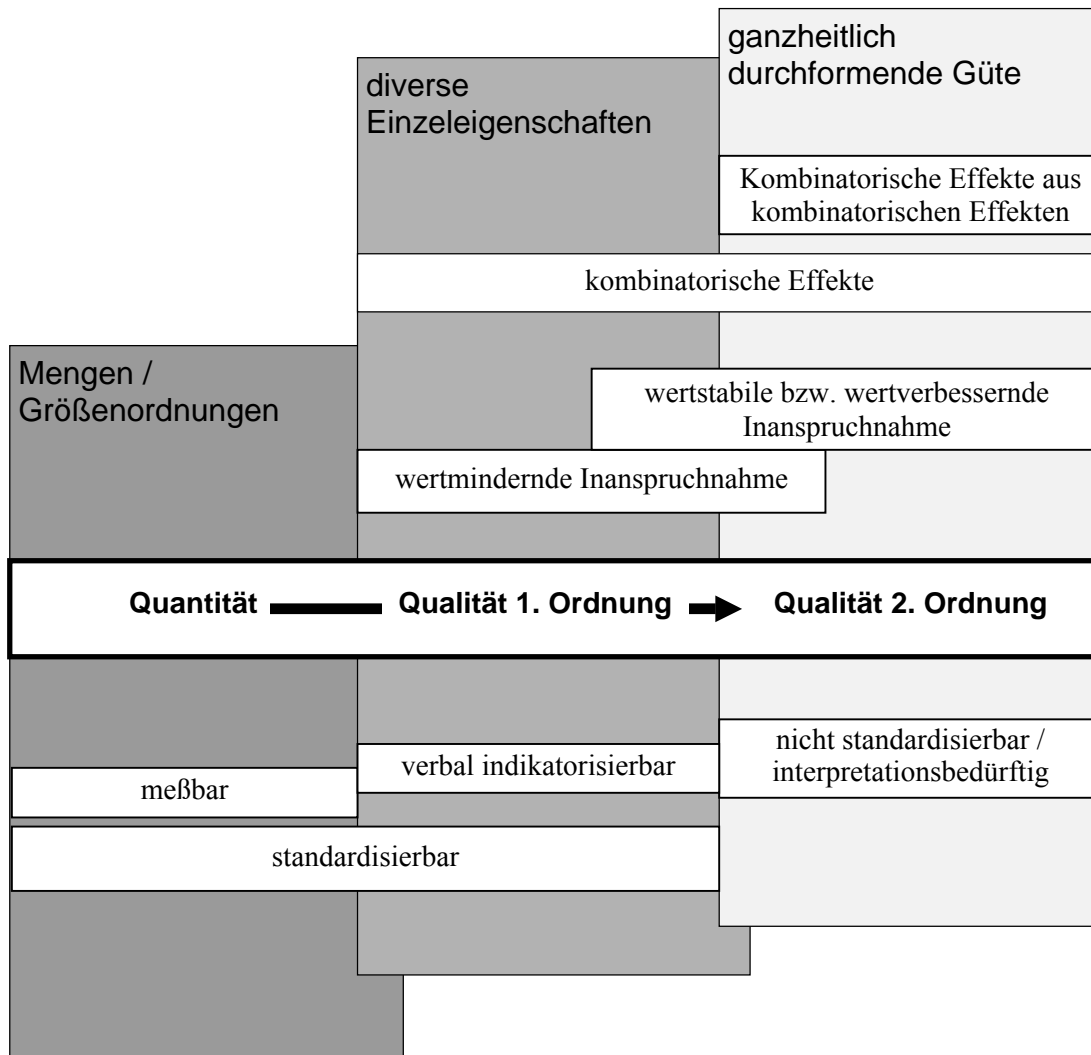 ganzheitlich
durchformende Güte
diverse
Einzeleigenschaften
Kombinatorische Effekte aus
kombinatorischen Effekten
kombinatorische Effekte
Mengen /
Größenordnungen
wertstabile bzw. wertverbessernde
Inanspruchnahme
wertmindernde Inanspruchnahme
Quantität Qualität 1. Ordnung Qualität 2. Ordnung
nicht standardisierbar /
interpretationsbedürftig
verbal indikatorisierbar
meßbar
standardisierbar